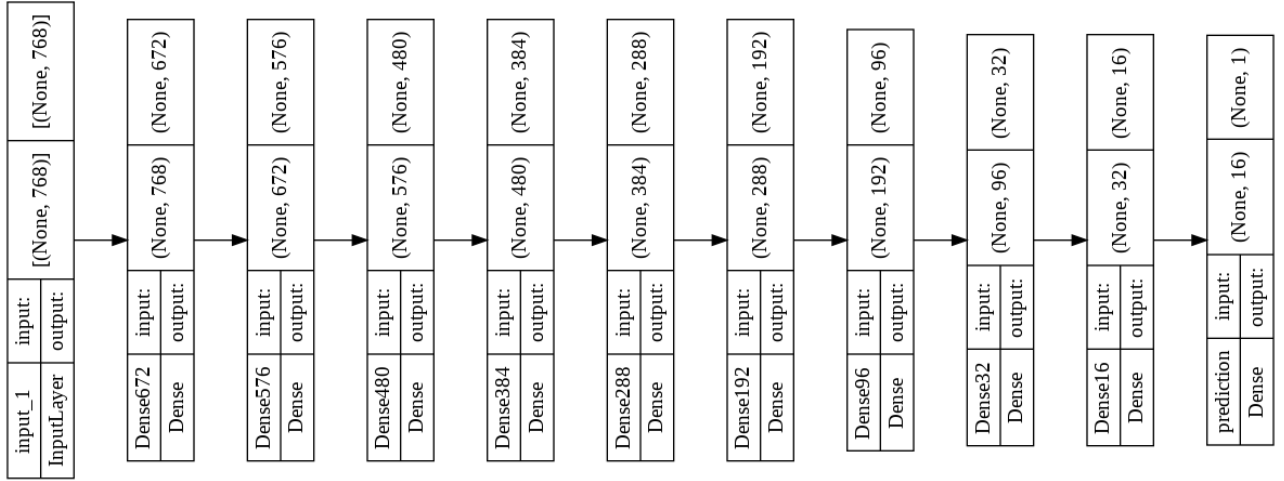 input_1
InputLayer
input:
output:
[(None, 768)]
[(None, 768)]
Dense672
Dense
input:
output:
(None, 768)
(None, 672)
Dense576
Dense
input:
output:
(None, 672)
(None, 576)
Dense480
Dense
input:
output:
(None, 576)
(None, 480)
Dense384
Dense
input:
output:
(None, 480)
(None, 384)
Dense288
Dense
input:
output:
(None, 384)
(None, 288)
Dense192
Dense
input:
output:
(None, 288)
(None, 192)
Dense96
Dense
input:
output:
(None, 192)
(None, 96)
Dense32
Dense
input:
output:
(None, 96)
(None, 32)
Dense16
Dense
input:
output:
(None, 32)
(None, 16)
prediction
Dense
input:
output:
(None, 16)
(None, 1)